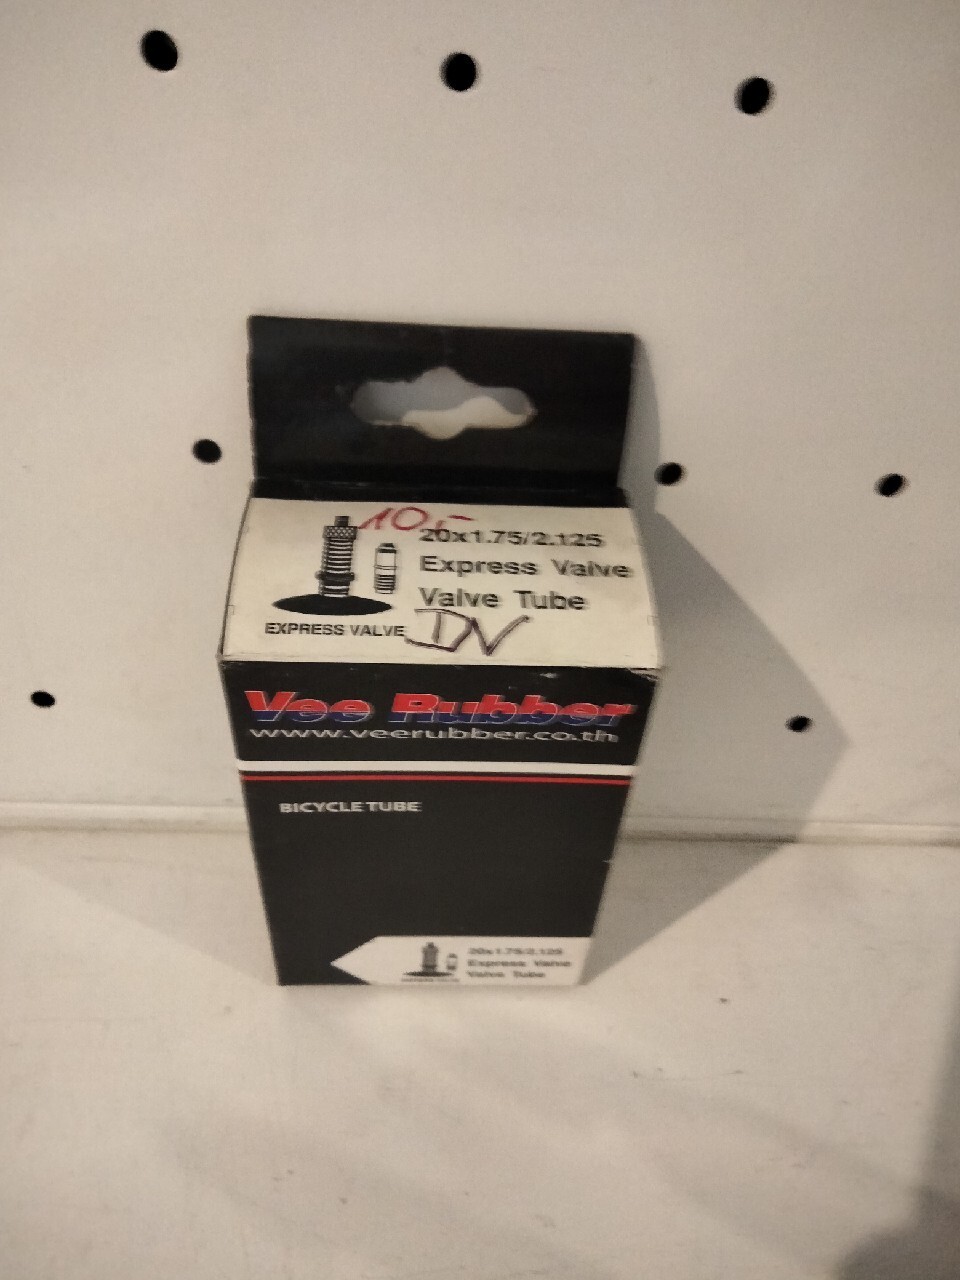 10,-
20x1.75/2.125
Express Valve
Valve Tube
EXPRESS VALVE
DV
Vee Rubber
www.veerubber.co.th
BICYCLE TUBE
20x1.75/2.125
Express Valve
Valve Tube